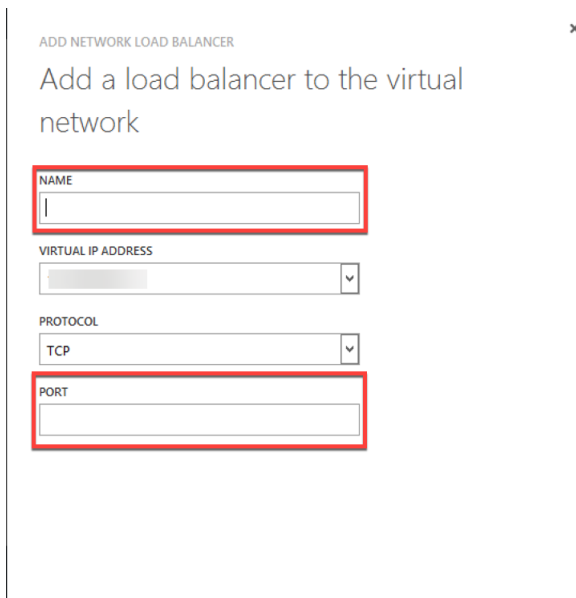 ADD NETWORK LOAD BALANCER
Add a load balancer to the virtual
network
NAME
VIRTUAL IP ADDRESS
PROTOCOL
TCP
PORT